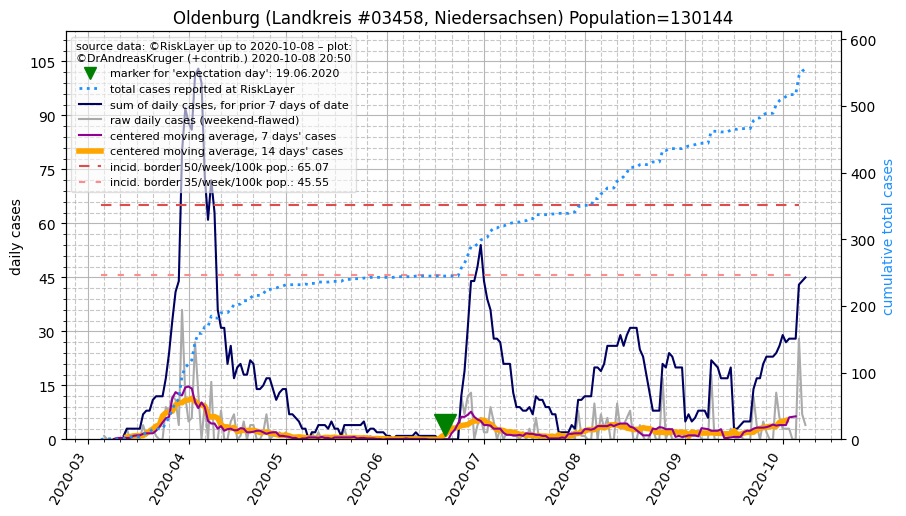 Oldenburg (Landkreis #03458, Niedersachsen) Population=130144
source data: ©RiskLayer up to 2020-10-08 – plot:
©DrAndreasKruger (+contrib.) 2020-10-08 20:50
marker for 'expectation day': 19.06.2020
total cases reported at RiskLayer
sum of daily cases, for prior 7 days of date
raw daily cases (weekend-flawed)
centered moving average, 7 days' cases
centered moving average, 14 days' cases
incid. border 50/week/100k pop.: 65.07
incid. border 35/week/100k pop.: 45.55
daily cases
105
90
75
60
45
30
15
0
cumulative total cases
600
500
400
300
200
100
0
2020-03
2020-04
2020-05
2020-06
2020-07
2020-08
2020-09
2020-10